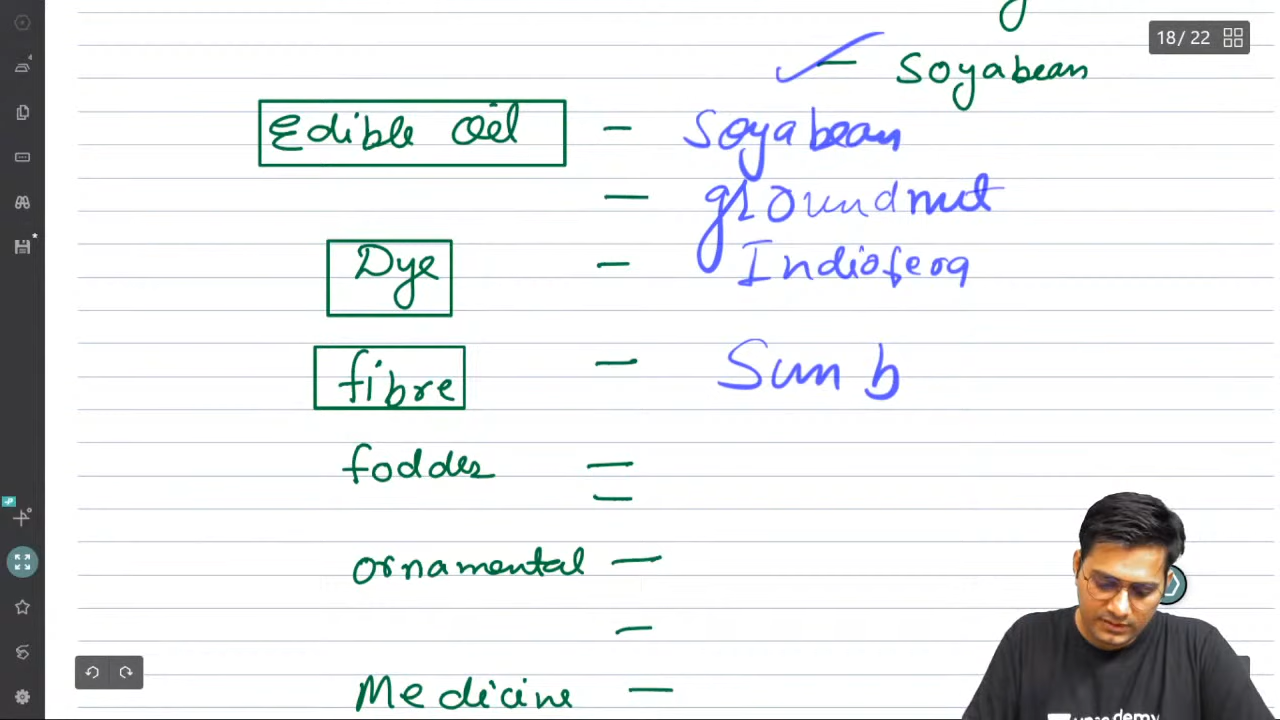 18 / 22
- Soyabean
Edible Oil - Soyabean
- groundnut
Dye - Indiofera
fibre - Sun b
fodder =
ornamental -
-
Medicine -